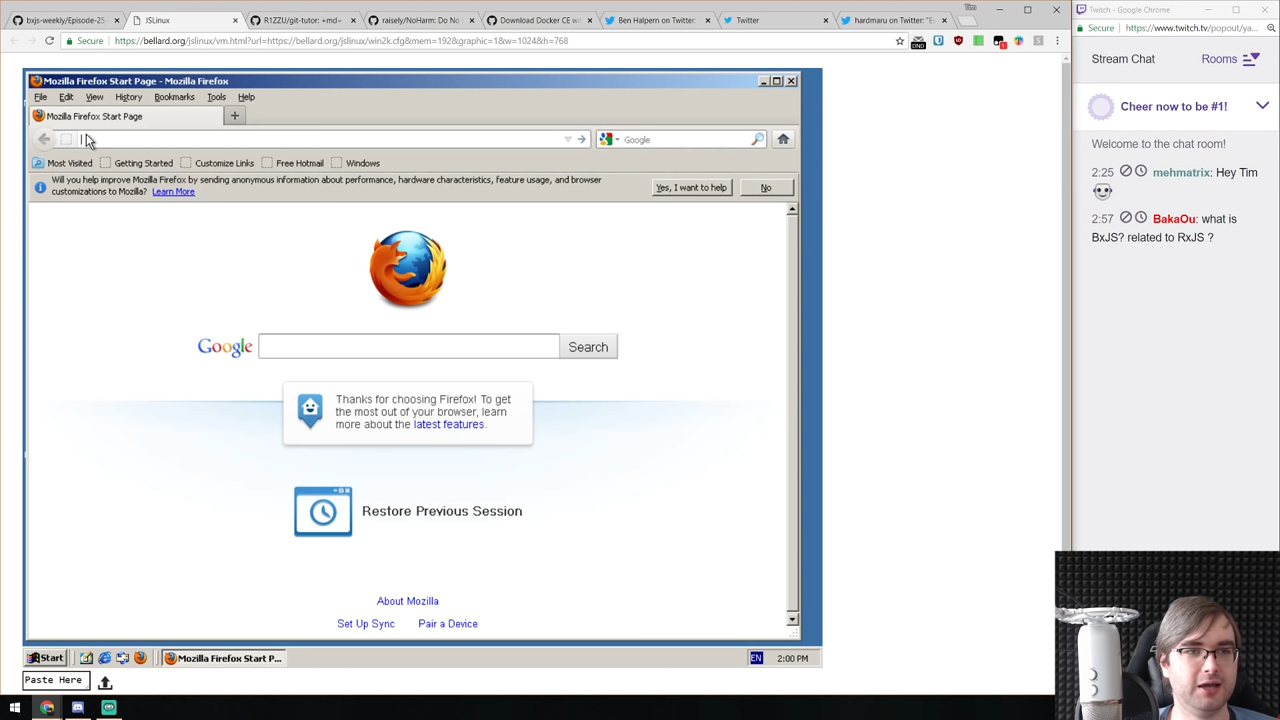 bxjs-weekly/Episode-25-
JSLinux
R1ZZU/git-tutor: +md=
raisely/NoHarm: Do No
Download Docker CE wi
Ben Halpern on Twitter:
Twitter
hardmaru on Twitter: "Ev
Tim
Secure
https://bellard.org/jslinux/vm.html?url=https://bellard.org/jslinux/win2k.cfg&mem=192&graphic=1&w=1024&h=768
DND
Mozilla Firefox Start Page - Mozilla Firefox
File Edit View History Bookmarks Tools Help
Mozilla Firefox Start Page
Google
Most Visited Getting Started Customize Links Free Hotmail Windows
Will you help improve Mozilla Firefox by sending anonymous information about performance, hardware characteristics, feature usage, and browser
customizations to Mozilla? Learn More
Yes, I want to help
No
Google
Search
Thanks for choosing Firefox! To get
the most out of your browser, learn
more about the latest features.
Restore Previous Session
About Mozilla
Set Up Sync Pair a Device
Start
Mozilla Firefox Start P...
EN
2:00 PM
Paste Here
Twitch - Google Chrome
Secure
https://www.twitch.tv/popout/ya...
Stream Chat
Rooms
Cheer now to be #1!
Welcome to the chat room!
2:25 mehmatrix: Hey Tim
2:57 BakaOu: what is
BxJS? related to RxJS ?